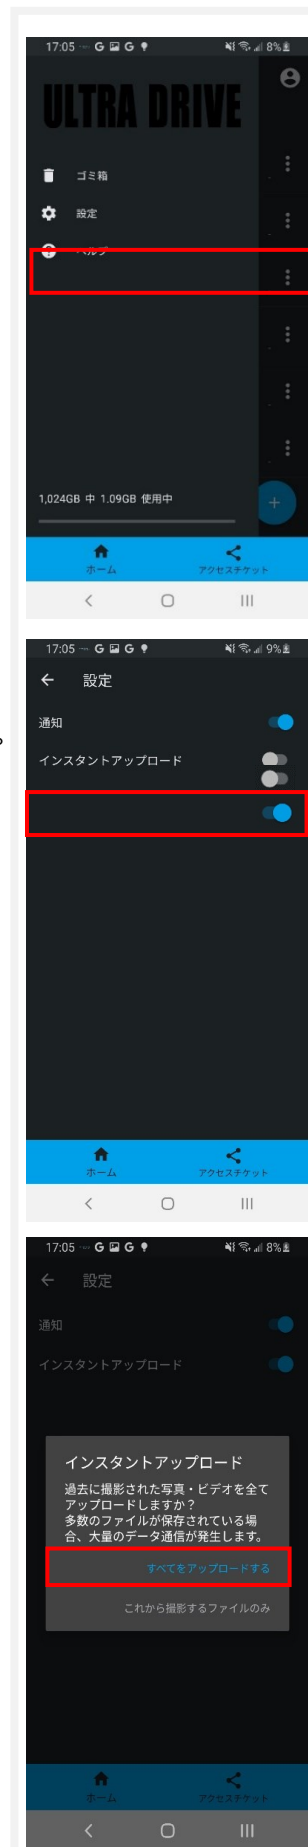 17:05 G G 8%
ULTRA DRIVE
ゴミ箱
設定
ヘルプ
1,024GB 中 1.09GB 使用中
ホーム
アクセスチケット
17:05 G G 9%
設定
。
通知
インスタントアップロード
ホーム
アクセスチケット
17:05 G G 8%
設定
通知
インスタントアップロード
インスタントアップロード
過去に撮影された写真・ビデオを全て
アップロードしますか？
多数のファイルが保存されている場
合、大量のデータ通信が発生します。
すべてをアップロードする
これから撮影するファイルのみ
ホーム
アクセスチケット